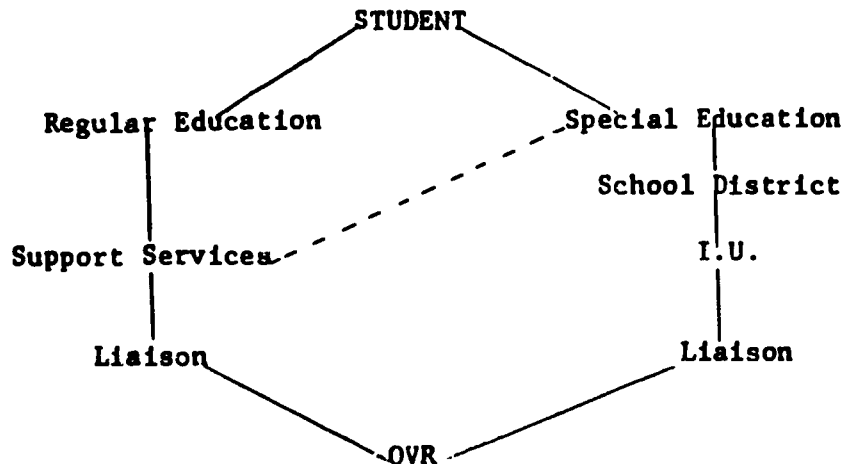 STUDENT
Regular Education
Special Education
School District
Support Services
I.U.
Liaison
Liaison
OVR